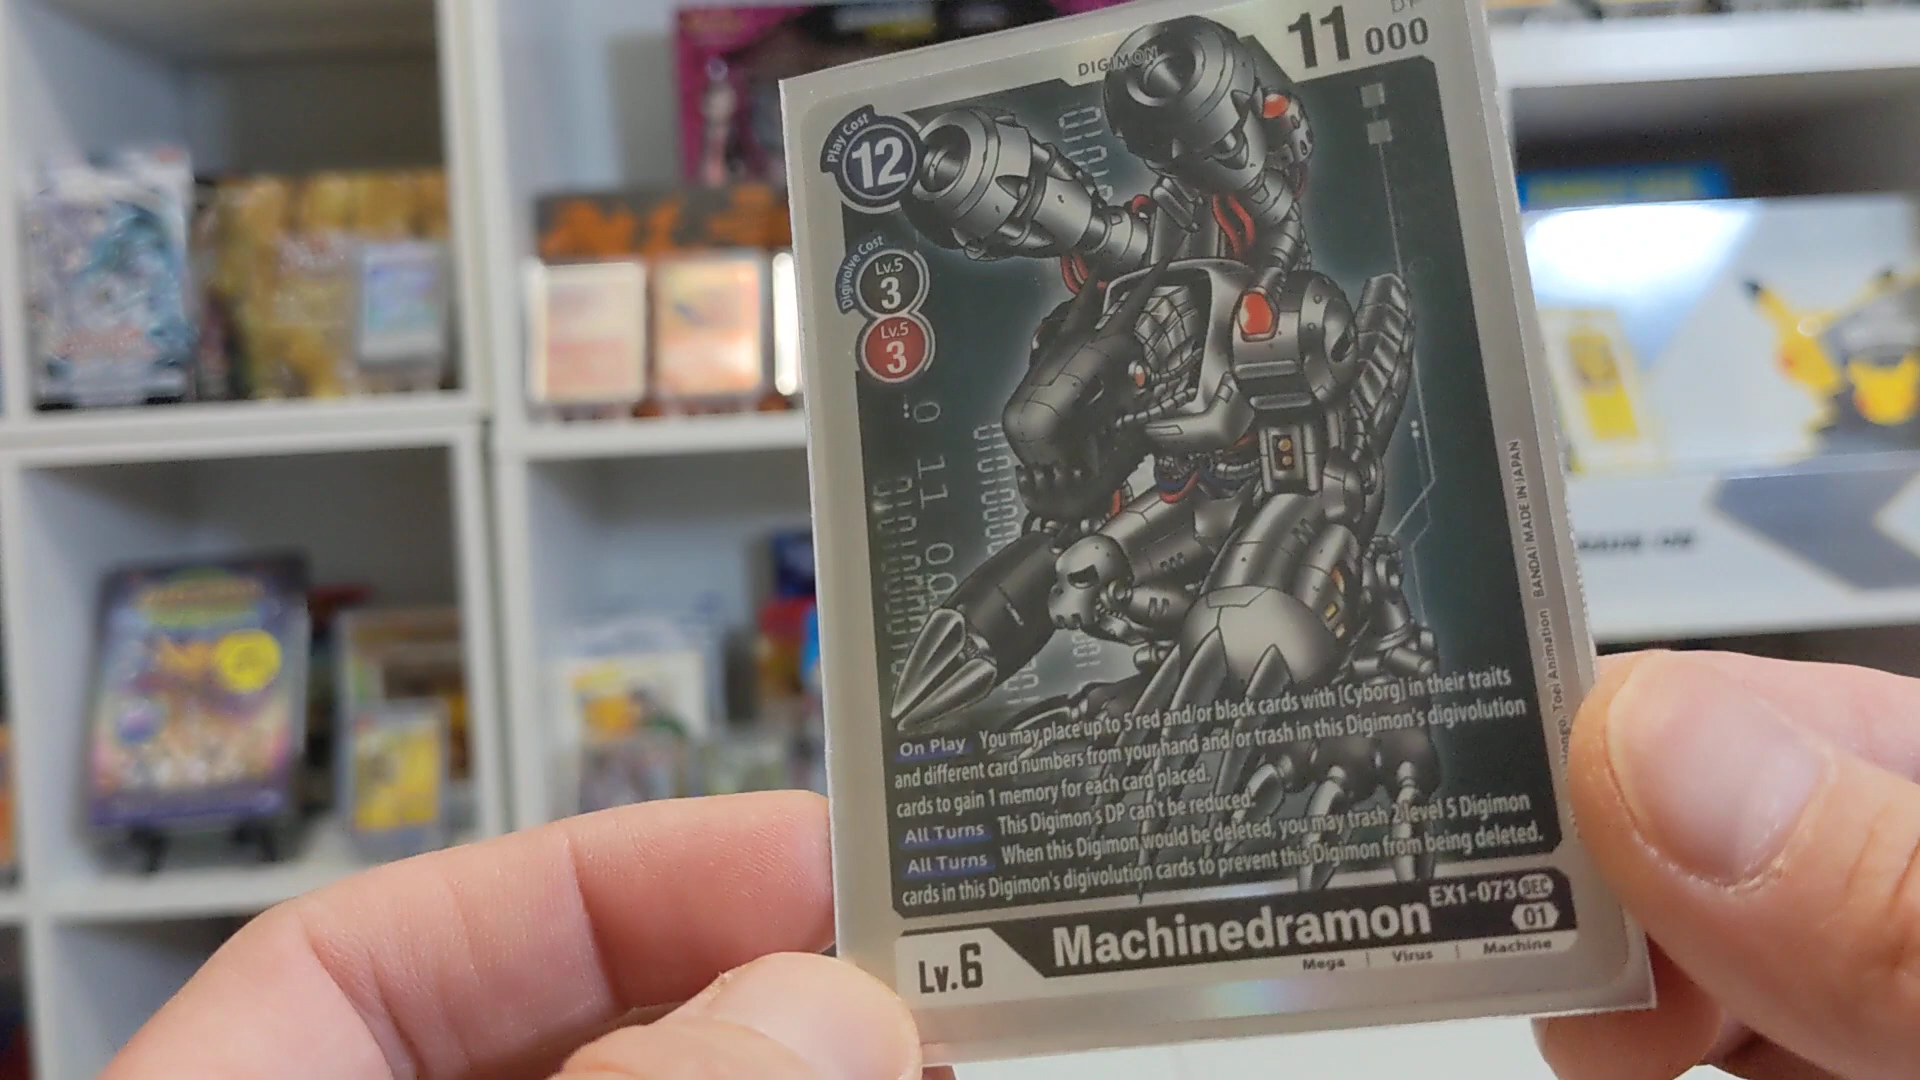 DP
11000
DIGIMON
Play Cost
12
Digivolve Cost
Lv.5
3
Lv.5
3
BANDAI MADE IN JAPAN
Hongo, Toei Animation
On Play You may place up to 5 red and/or black cards with [Cyborg] in their traits
and different card numbers from your hand and/or trash in this Digimon's digivolution
cards to gain 1 memory for each card placed.
All Turns This Digimon's DP can't be reduced.
All Turns When this Digimon would be deleted, you may trash 2 level 5 Digimon
cards in this Digimon's digivolution cards to prevent this Digimon from being deleted.
EX1-073 SEC
01
Lv.6
Machinedramon
Mega | Virus | Machine